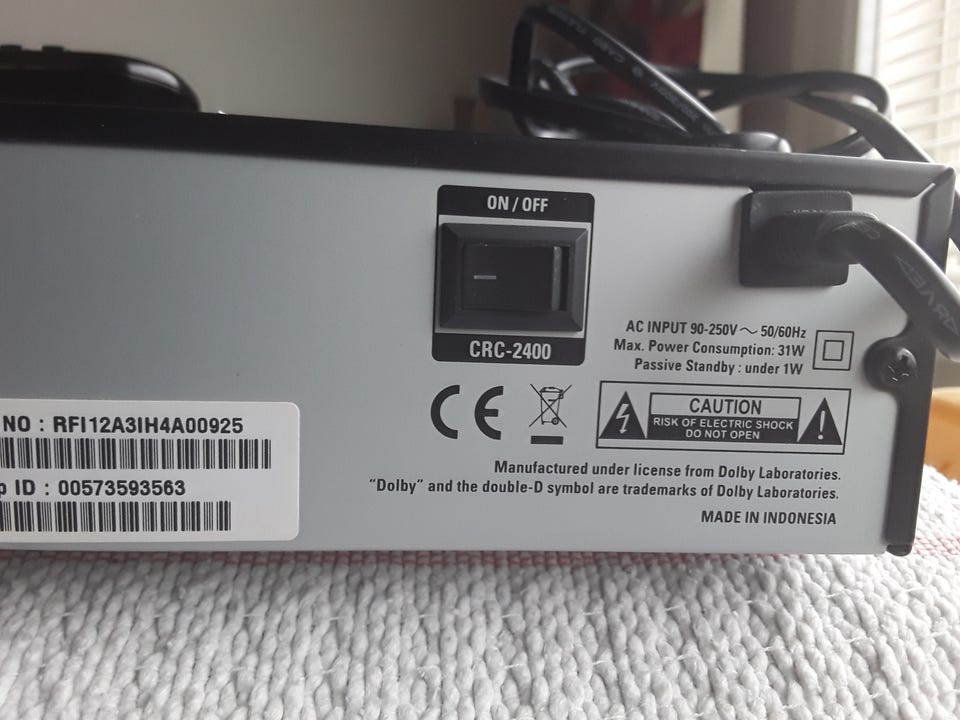 ON / OFF
CRC-2400
AC INPUT 90-250V～ 50/60Hz
Max. Power Consumption: 31W
Passive Standby : under 1W
CE
CAUTION
RISK OF ELECTRIC SHOCK
DO NOT OPEN
NO : RFI12A3IH4A00925
p ID : 00573593563
Manufactured under license from Dolby Laboratories.
"Dolby" and the double-D symbol are trademarks of Dolby Laboratories.
MADE IN INDONESIA